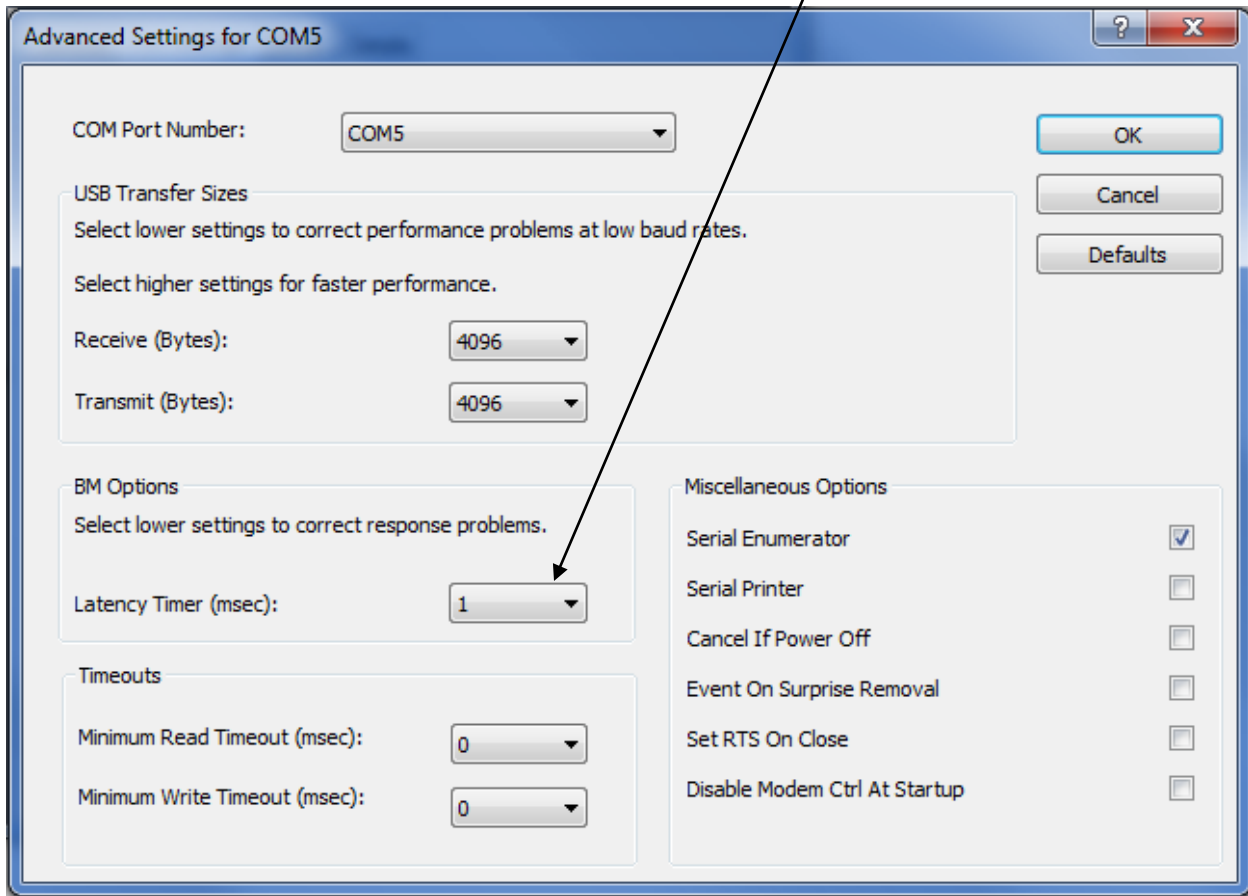 Advanced Settings for COM5
COM Port Number: COM5
OK
USB Transfer Sizes
Cancel
Select lower settings to correct performance problems at low baud rates.
Defaults
Select higher settings for faster performance.
Receive (Bytes): 4096
Transmit (Bytes): 4096
BM Options
Select lower settings to correct response problems.
Latency Timer (msec): 1
Timeouts
Minimum Read Timeout (msec): 0
Minimum Write Timeout (msec): 0
Miscellaneous Options
Serial Enumerator
Serial Printer
Cancel If Power Off
Event On Surprise Removal
Set RTS On Close
Disable Modem Ctrl At Startup